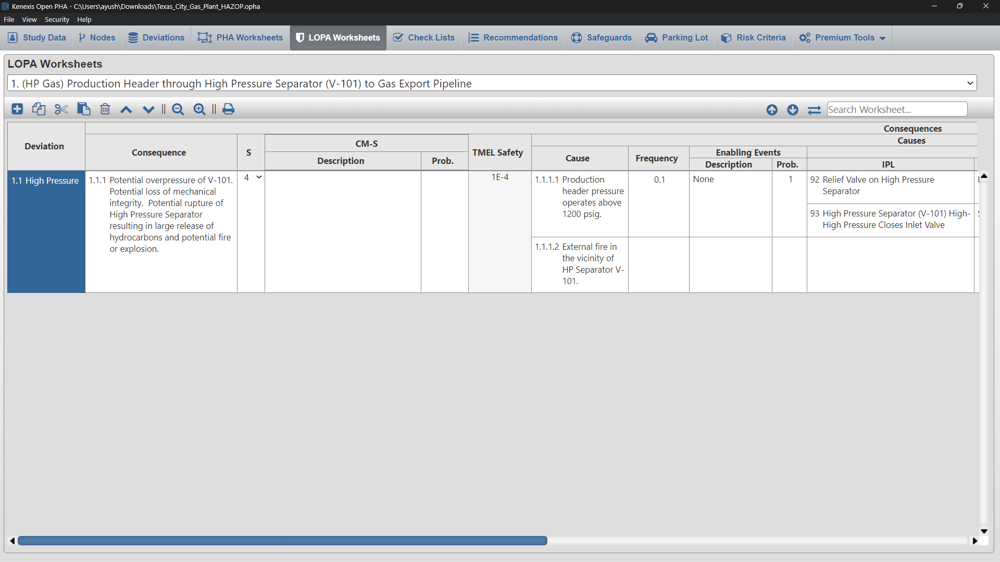 Kenexis Open PHA - C:\Users\ayush\Downloads\Texas_City_Gas_Plant_HAZOP.opha
File View Security Help
Study Data Nodes Deviations PHA Worksheets LOPA Worksheets Check Lists Recommendations Safeguards Parking Lot Risk Criteria Premium Tools
LOPA Worksheets
1. (HP Gas) Production Header through High Pressure Separator (V-101) to Gas Export Pipeline
Search Worksheet...
Consequences
Causes
Deviation
Consequence
S
CM-S
Description
Prob.
TMEL Safety
Cause
Frequency
Enabling Events
Description
Prob.
IPL
1.1 High Pressure
1.1.1 Potential overpressure of V-101.
Potential loss of mechanical
integrity. Potential rupture of
High Pressure Separator
resulting in large release of
hydrocarbons and potential fire
or explosion.
4
1E-4
1.1.1.1 Production
header pressure
operates above
1200 psig.
0.1
None
1
92 Relief Valve on High Pressure
Separator
93 High Pressure Separator (V-101) High-
High Pressure Closes Inlet Valve
1.1.1.2 External fire in
the vicinity of
HP Separator V-
101.